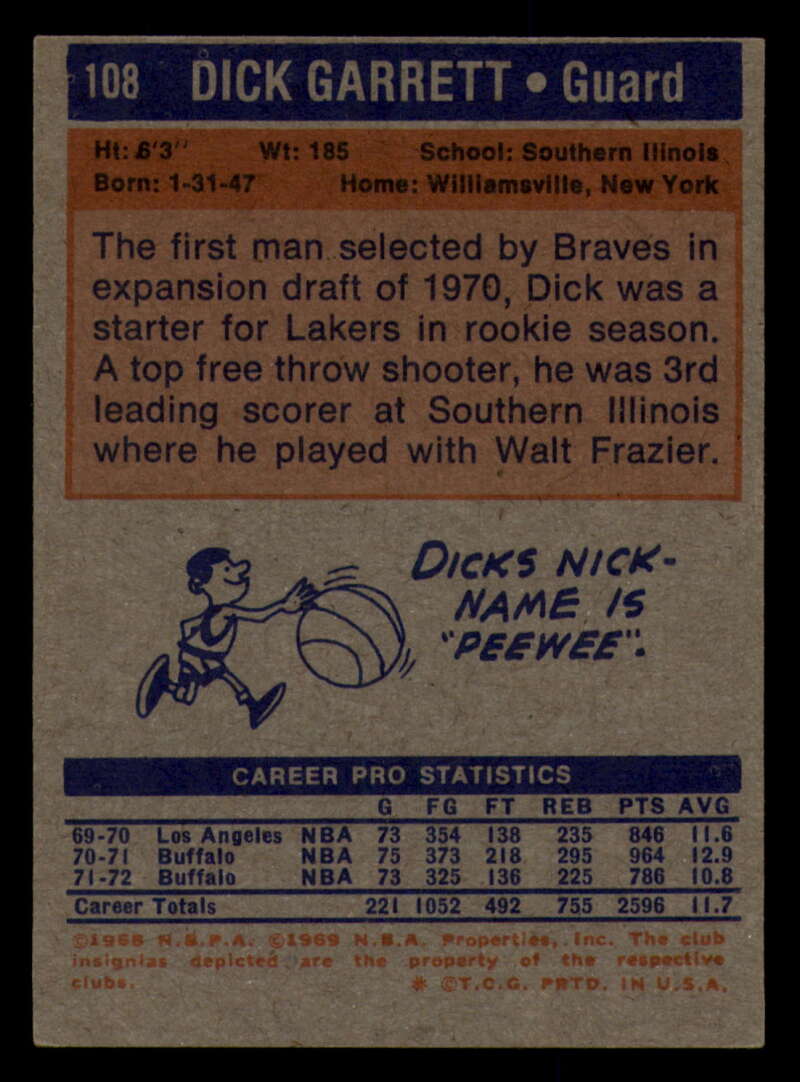 108 DICK GARRETT • Guard
Ht: 6'3" Wt: 185 School: Southern Illinois
Born: 1-31-47 Home: Williamsville, New York
The first man selected by Braves in
expansion draft of 1970, Dick was a
starter for Lakers in rookie season.
A top free throw shooter, he was 3rd
leading scorer at Southern Illinois
where he played with Walt Frazier.
DICKS NICK-
NAME IS
"PEEWEE".
CAREER PRO STATISTICS
G FG FT REB PTS AVG
69-70 Los Angeles NBA 73 354 138 235 846 11.6
70-71 Buffalo NBA 75 373 218 295 964 12.9
71-72 Buffalo NBA 73 325 136 225 786 10.8
Career Totals 221 1052 492 755 2596 11.7
©1968 N.B.P.A. ©1969 N.B.A. Properties, Inc. The club
insignias depicted are the property of the respective
clubs. * ©T.C.G. PRTD. IN U.S.A.